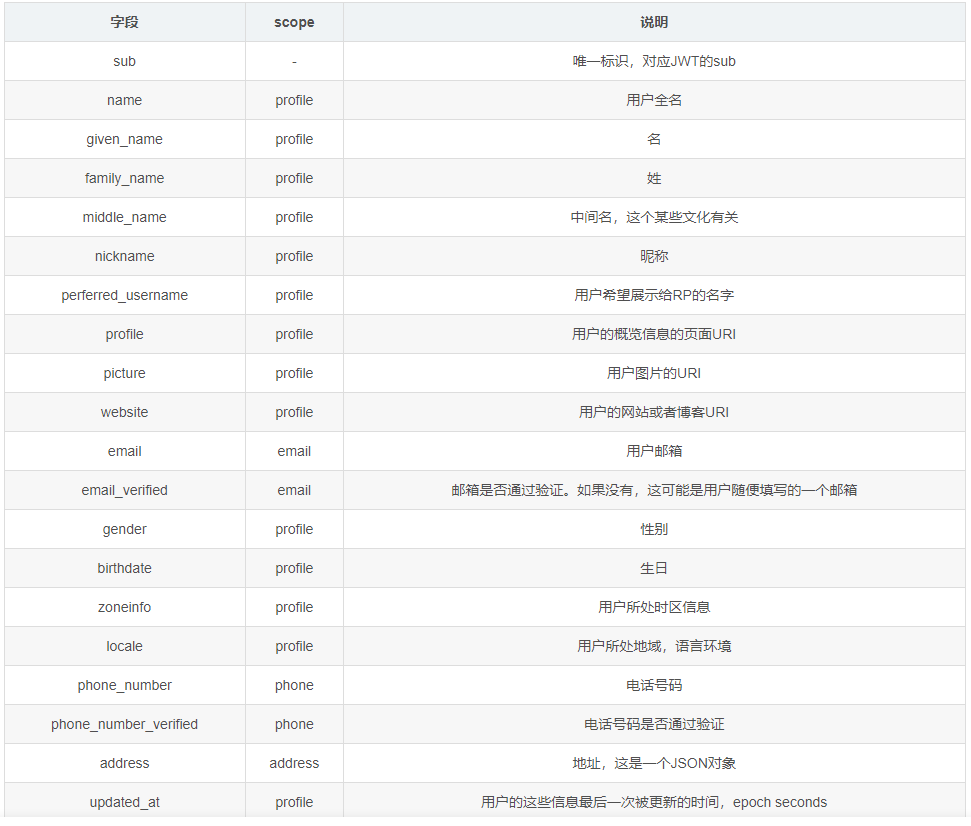 字段 scope 说明
sub - 唯一标识，对应JWT的sub
name profile 用户全名
given_name profile 名
family_name profile 姓
middle_name profile 中间名，这个某些文化有关
nickname profile 昵称
perferred_username profile 用户希望展示给RP的名字
profile profile 用户的概览信息的页面URI
picture profile 用户图片的URI
website profile 用户的网站或者博客URI
email email 用户邮箱
email_verified email 邮箱是否通过验证。如果没有，这可能是用户随便填写的一个邮箱
gender profile 性别
birthdate profile 生日
zoneinfo profile 用户所处时区信息
locale profile 用户所处地域，语言环境
phone_number phone 电话号码
phone_number_verified phone 电话号码是否通过验证
address address 地址，这是一个JSON对象
updated_at profile 用户的这些信息最后一次被更新的时间，epoch seconds